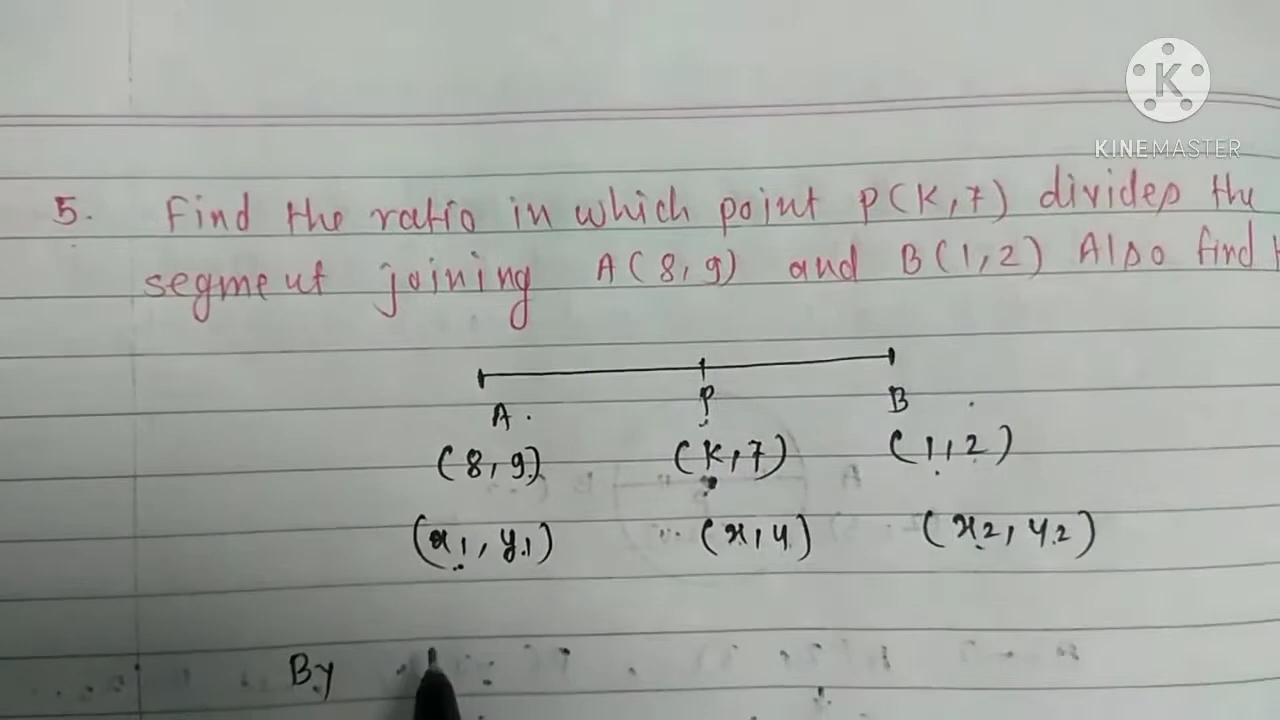 K
KINEMASTER
5. Find the ratio in which point P(K,7) divides the
segment joining A(8,9) and B(1,2) Also find
A P B
(8,9) (K,7) (1,2)
(x1, y1) (x, y) (x2, y2)
By